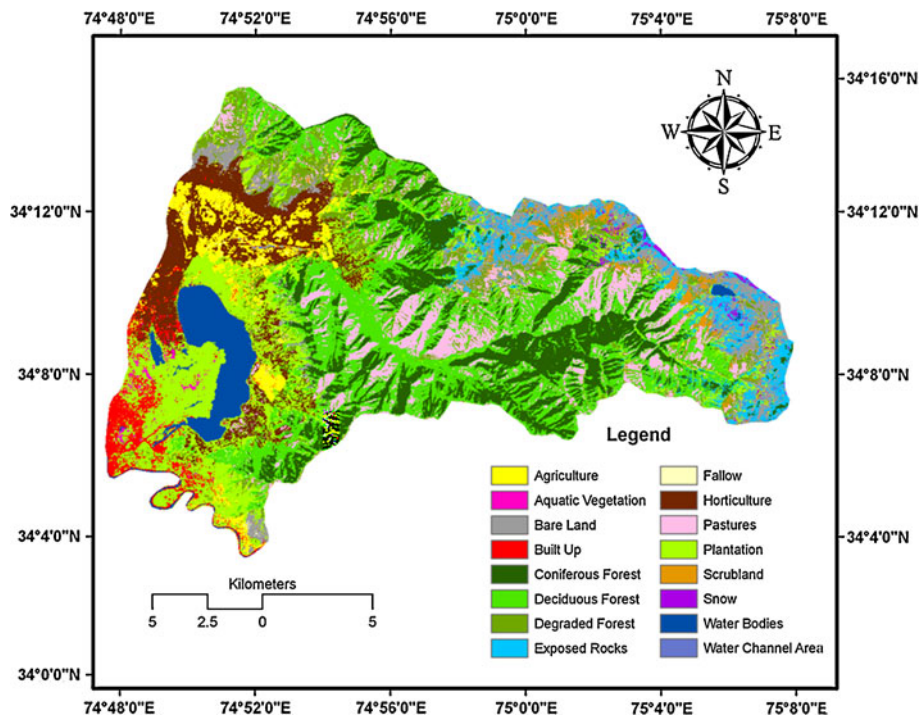 74°48'0"E 74°52'0"E 74°56'0"E 75°0'0"E 75°4'0"E 75°8'0"E
34°16'0"N
N
W E
S
34°12'0"N 34°12'0"N
34°8'0"N 34°8'0"N
Legend
Agriculture Fallow
Aquatic Vegetation Horticulture
Bare Land Pastures
34°4'0"N Built Up Plantation 34°4'0"N
Coniferous Forest Scrubland
Deciduous Forest Snow
Degraded Forest Water Bodies
Exposed Rocks Water Channel Area
Kilometers
5 2.5 0 5
34°0'0"N
74°48'0"E 74°52'0"E 74°56'0"E 75°0'0"E 75°4'0"E 75°8'0"E